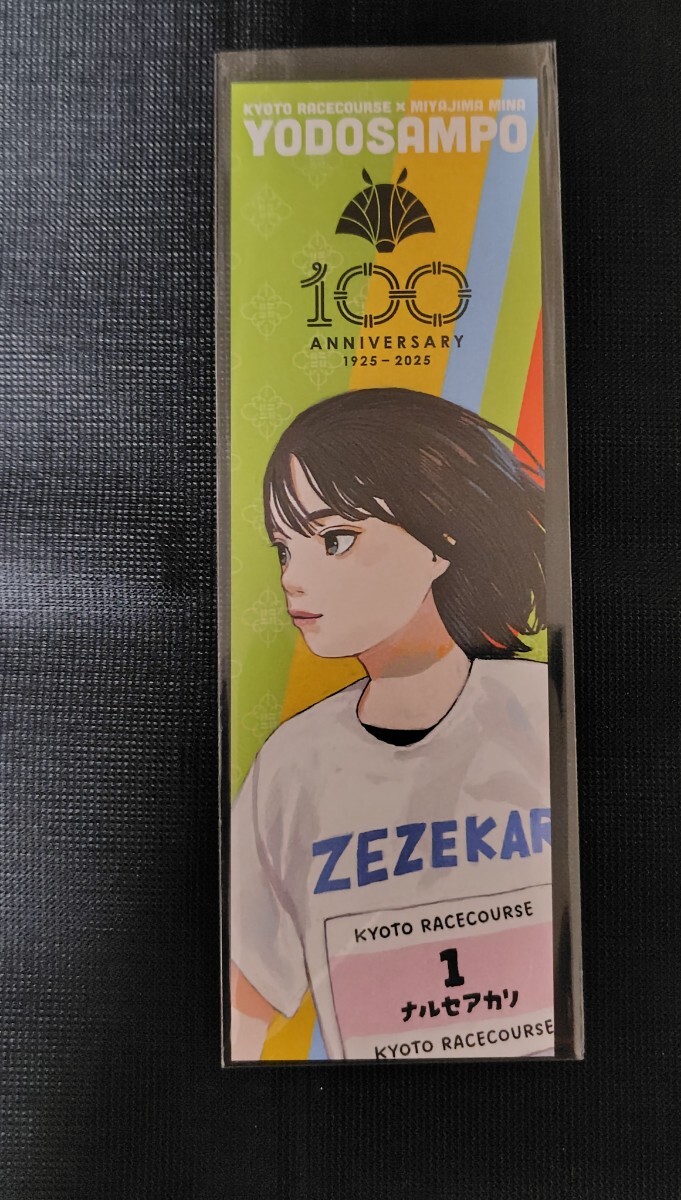 KYOTO RACECOURSE × MIYAJIMA MINA
YODOSAMPO
100
ANNIVERSARY
1925-2025
ZEZEKAR
KYOTO RACECOURSE
1
ナルセアカリ
KYOTO RACECOURSE